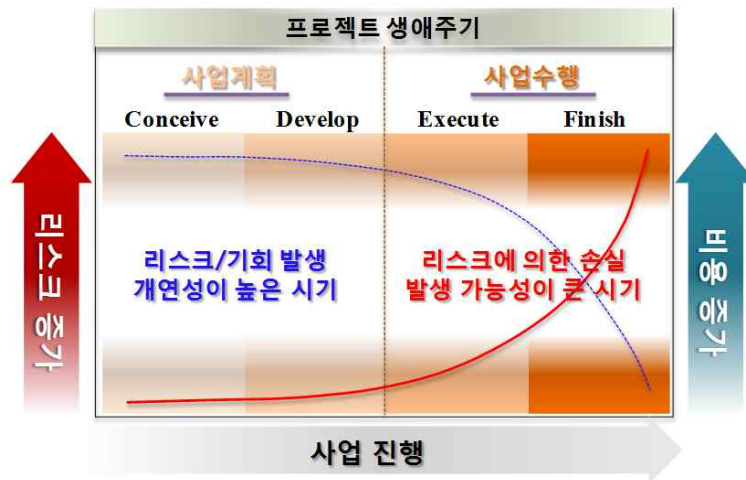 프로젝트 생애주기
사업계획
사업수행
Conceive
Develop
Execute
Finish
리스크 증가
리스크/기회 발생
개연성이 높은 시기
리스크에 의한 손실
발생 가능성이 큰 시기
비용 증가
사업 진행